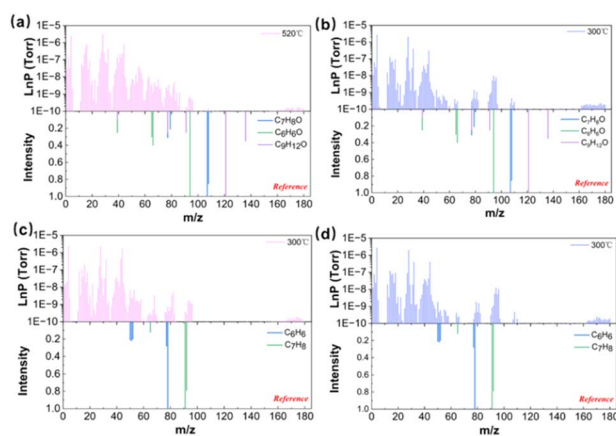 (a)
520℃
LnP (Torr)
1E-5
1E-6
1E-7
1E-8
1E-9
1E-10
Intensity
0.2
0.4
0.6
0.8
1.0
C7H6O
C6H6O
C9H12O
Reference
0 20 40 60 80 100 120 140 160 180
m/z
(b)
300℃
LnP (Torr)
1E-5
1E-6
1E-7
1E-8
1E-9
1E-10
Intensity
0.2
0.4
0.6
0.8
1.0
C7H6O
C6H6O
C9H12O
Reference
0 20 40 60 80 100 120 140 160 180
m/z
(c)
300℃
LnP (Torr)
1E-5
1E-6
1E-7
1E-8
1E-9
1E-10
Intensity
0.2
0.4
0.6
0.8
1.0
C6H6
C7H8
Reference
0 20 40 60 80 100 120 140 160 180
m/z
(d)
300℃
LnP (Torr)
1E-5
1E-6
1E-7
1E-8
1E-9
1E-10
Intensity
0.2
0.4
0.6
0.8
1.0
C6H6
C7H8
Reference
0 20 40 60 80 100 120 140 160 180
m/z